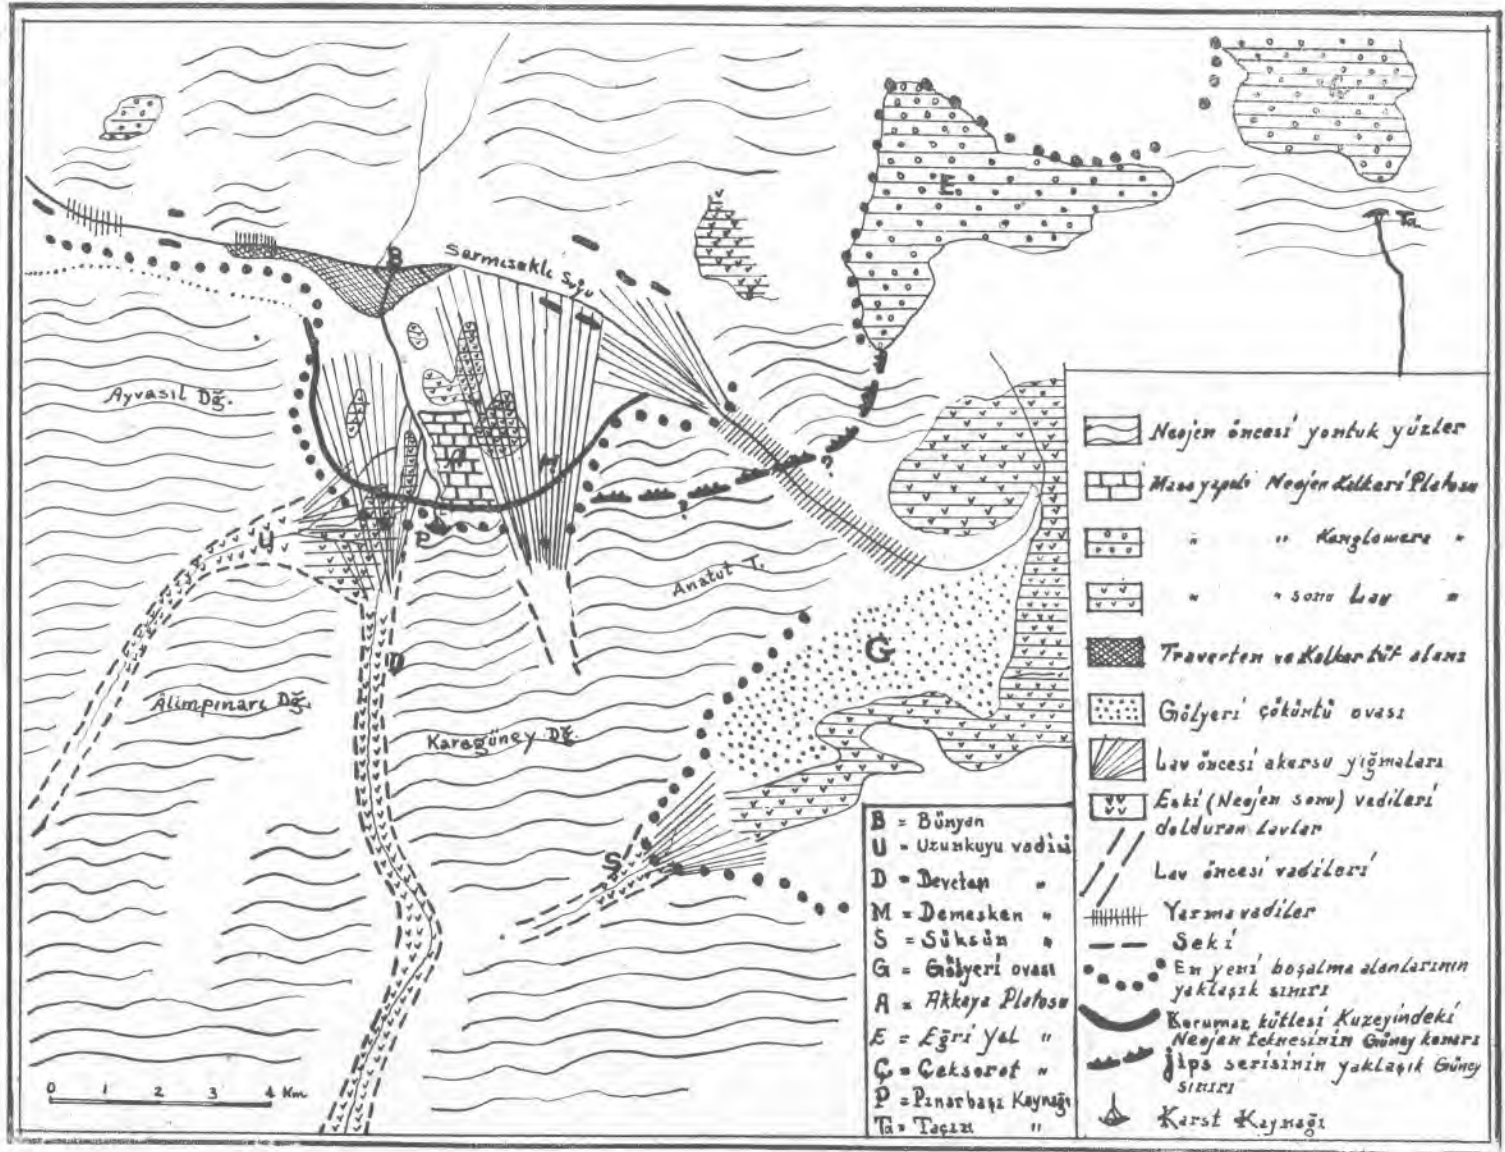 E
Ta
B
Sarmısaklı Suyu
Ayvasıl Dğ.
A
M
?
?
U
P
Anatut T.
G
D
Âlimpınarı Dğ.
Karagüney Dğ.
S
0 1 2 3 4 Km
B = Bünyan
U = Uzunkuyu vadisi
D = Devetaş "
M = Demesken "
S = Süksün "
G = Gölyeri ovası
A = Akkaya Platosu
E = Eğri Yal "
Ç = Çeksorot "
P = Pınarbaşı Kaynağı
Ta = Taçın "
Neojen öncesi yontuk yüzler
Masa yapılı Neojen Kalkeri Platosu
" " Konglomera "
" " sonu Lav "
Traverten ve Kalker tüf alanı
Gölyeri çöküntü ovası
Lav öncesi akarsu yığmaları
Eski (Neojen sonu) vadileri
dolduran lavlar
Lav öncesi vadileri
Yarma vadiler
Seki
En yeni boşalma alanlarının
yaklaşık sınırı
Korumaz kütlesi Kuzeyindeki
Neojen teknesinin Güney kenarı
Jips serisinin yaklaşık Güney
sınırı
Karst Kaynağı